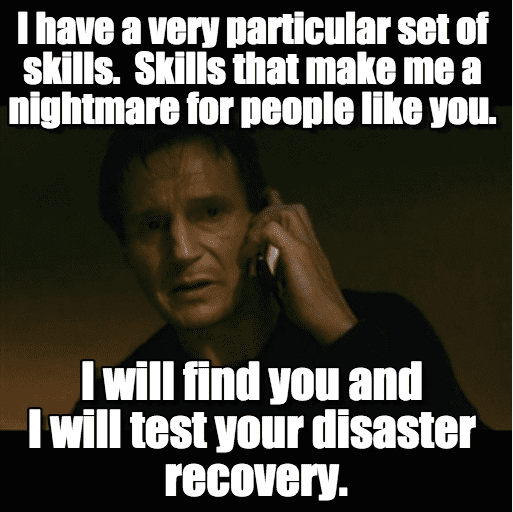 I have a very particular set of
skills.  Skills that make me a
nightmare for people like you.
I will find you and
I will test your disaster
recovery.